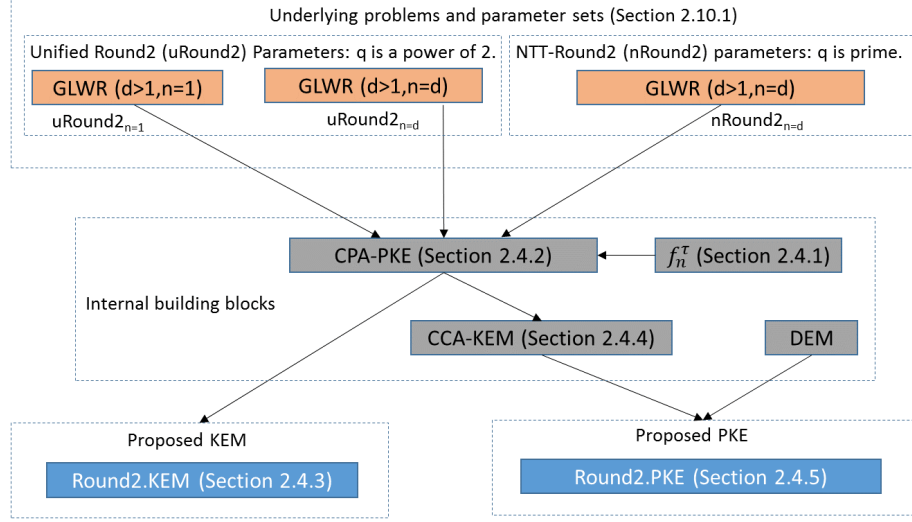 Underlying problems and parameter sets (Section 2.10.1)
Unified Round2 (uRound2) Parameters: q is a power of 2.
NTT-Round2 (nRound2) parameters: q is prime.
GLWR (d>1,n=1)
GLWR (d>1,n=d)
GLWR (d>1,n=d)
uRound2n=1
uRound2n=d
nRound2n=d
CPA-PKE (Section 2.4.2)
𝑓𝑛𝜏 (Section 2.4.1)
Internal building blocks
CCA-KEM (Section 2.4.4)
DEM
Proposed KEM
Round2.KEM (Section 2.4.3)
Proposed PKE
Round2.PKE (Section 2.4.5)